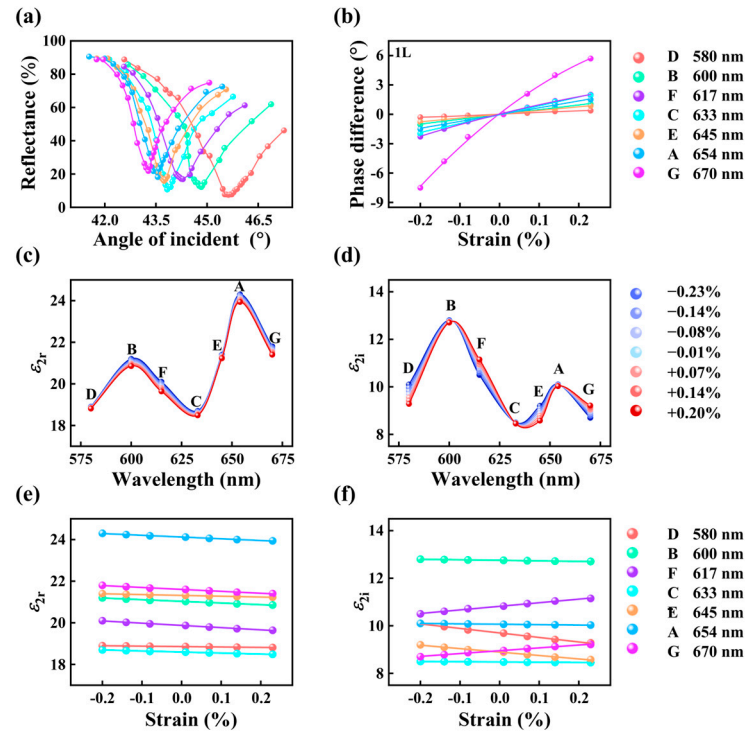 (a)
100
80
60
40
20
0
Reflectance (%)
42.0 43.5 45.0 46.5
Angle of incident (°)
(b)
1L
6
3
0
-3
-6
-9
Phase difference (°)
-0.2 -0.1 0.0 0.1 0.2
Strain (%)
D 580 nm
B 600 nm
F 617 nm
C 633 nm
E 645 nm
A 654 nm
G 670 nm
(c)
24
22
20
18
ε2r
D B F C E A G
575 600 625 650 675
Wavelength (nm)
(d)
14
12
10
8
ε2i
D B F C E A G
575 600 625 650 675
Wavelength (nm)
−0.23%
−0.14%
−0.08%
−0.01%
+0.07%
+0.14%
+0.20%
(e)
24
22
20
18
ε2r
-0.2 -0.1 0.0 0.1 0.2
Strain (%)
(f)
14
12
10
8
ε2i
-0.2 -0.1 0.0 0.1 0.2
Strain (%)
D 580 nm
B 600 nm
F 617 nm
C 633 nm
E 645 nm
A 654 nm
G 670 nm